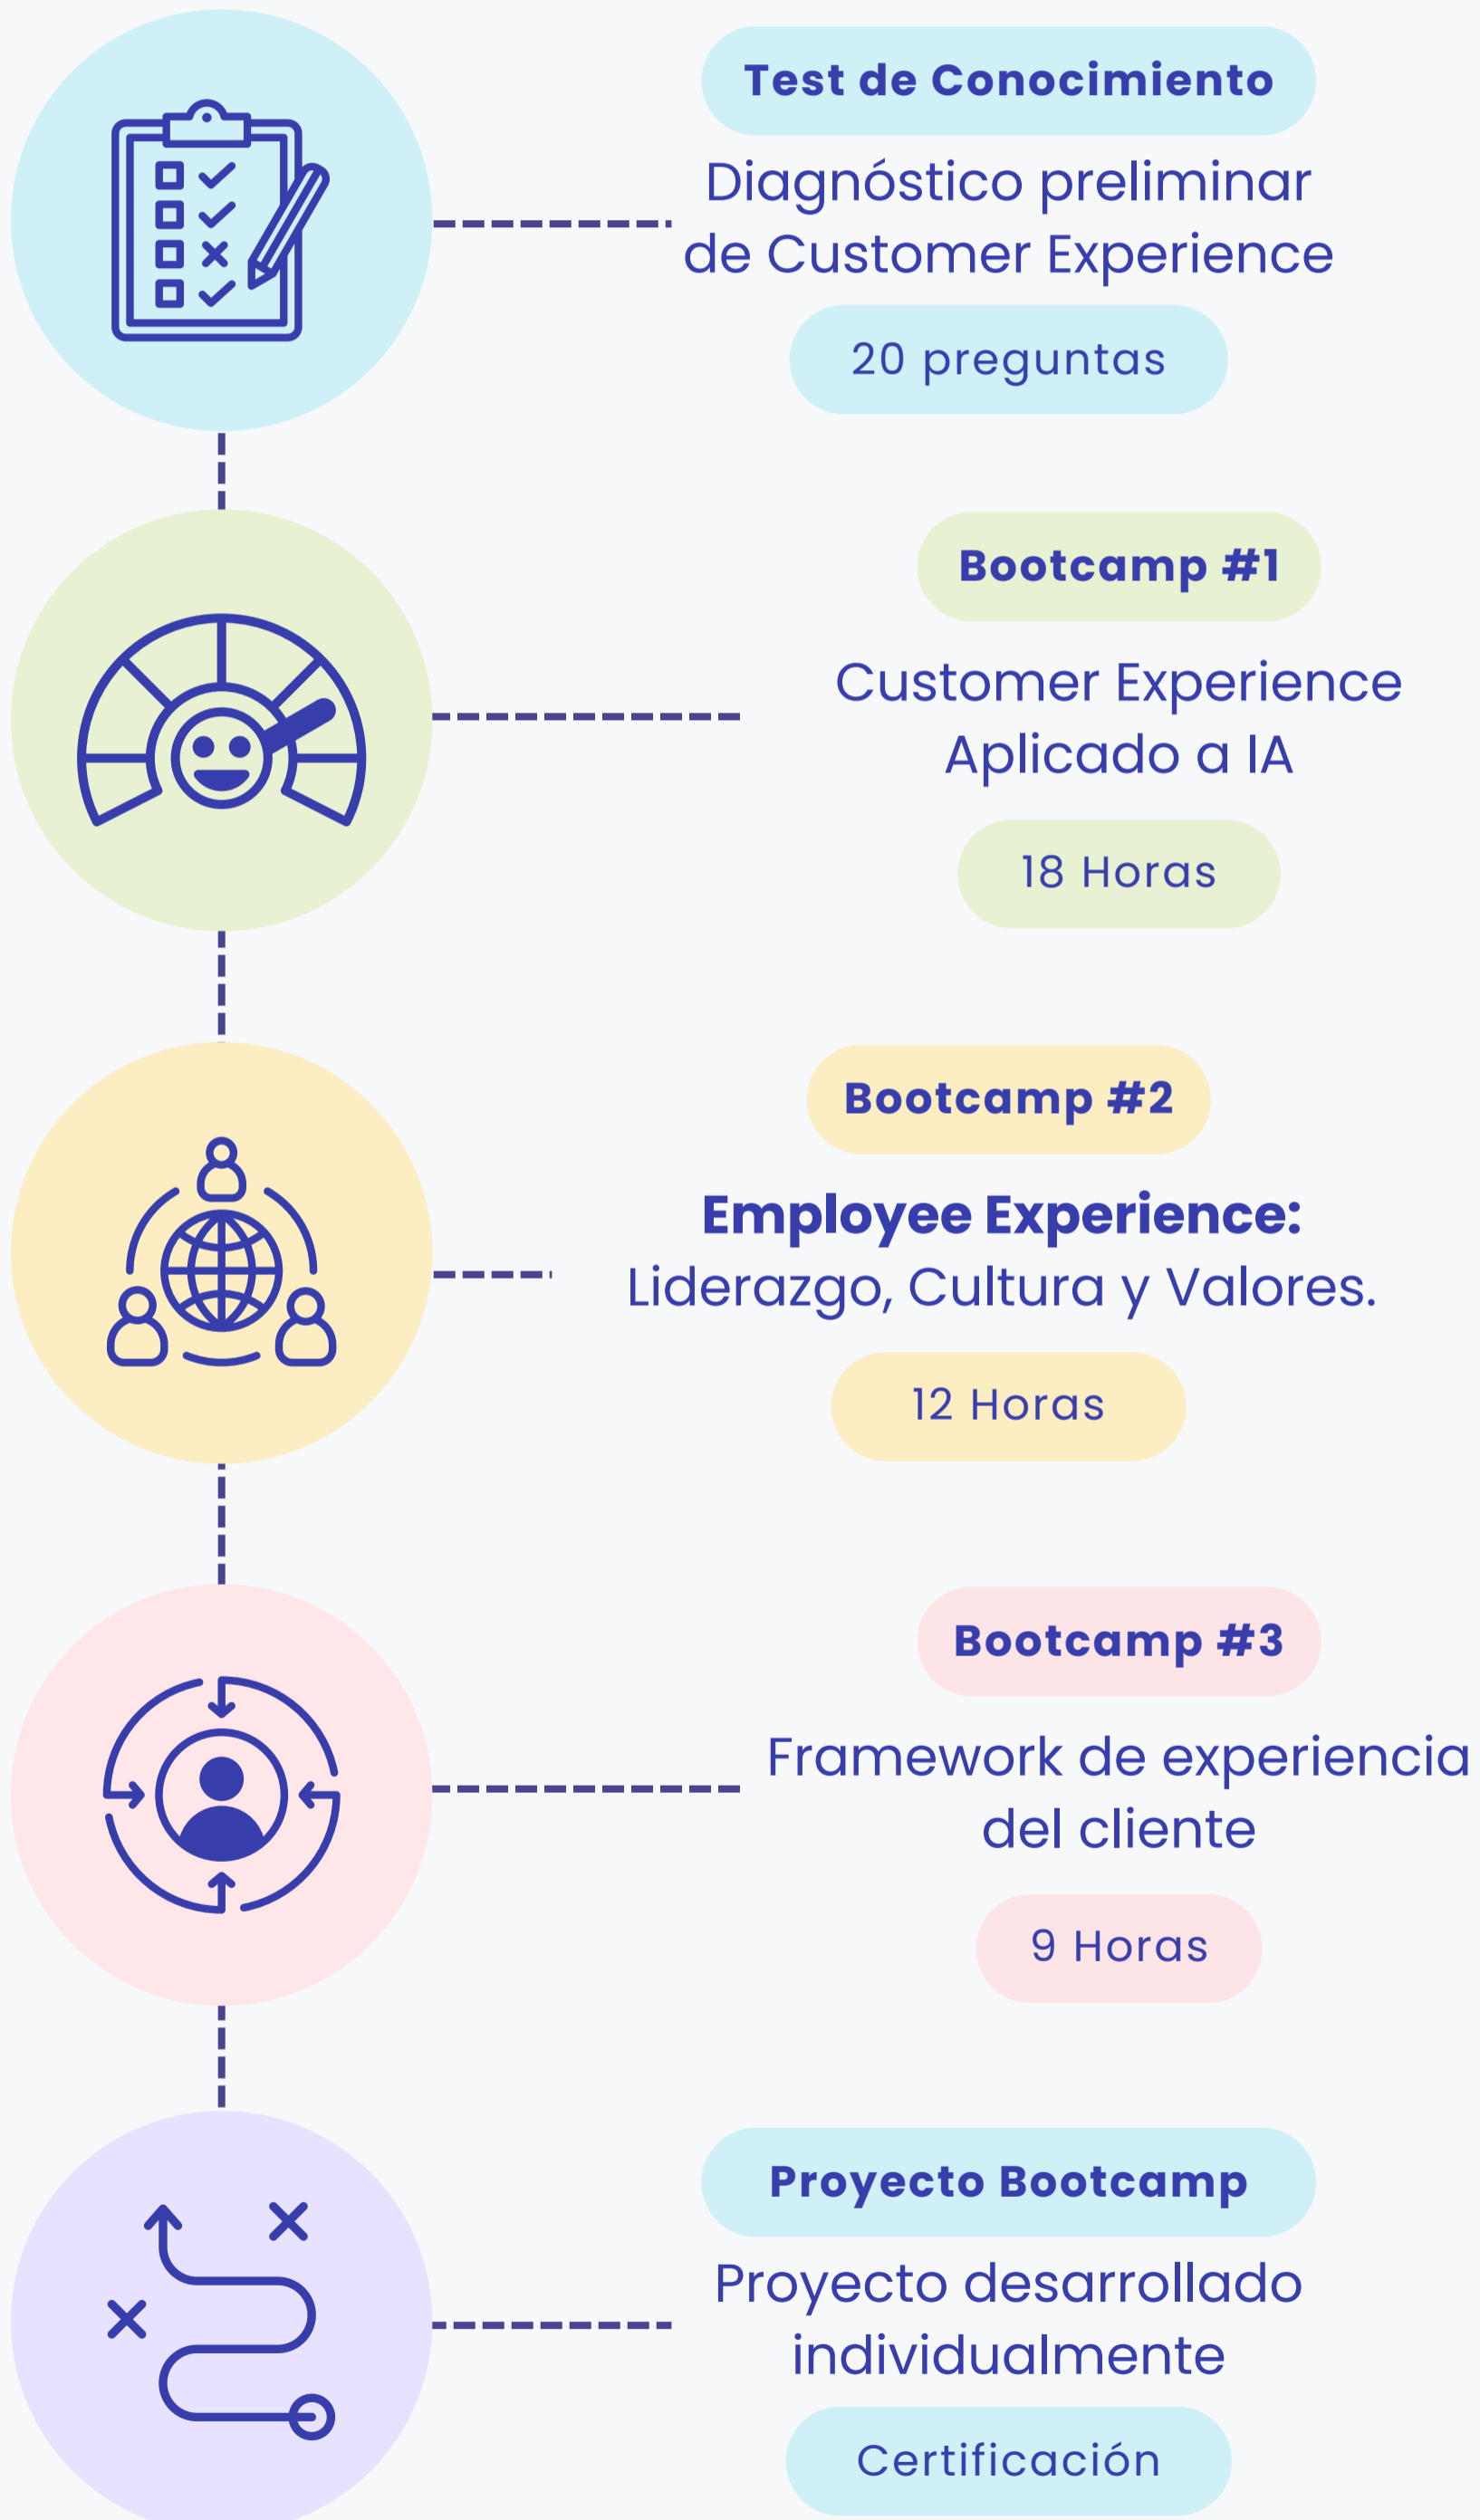 Test de Conocimiento
Diagnóstico preliminar
de Customer Experience
20 preguntas
Bootcamp #1
Customer Experience
Aplicado a IA
18 Horas
Bootcamp #2
Employee Experience:
Liderazgo, Cultura y Valores.
12 Horas
Bootcamp #3
Framework de experiencia
del cliente
9 Horas
Proyecto Bootcamp
Proyecto desarrollado
individualmente
Certificación